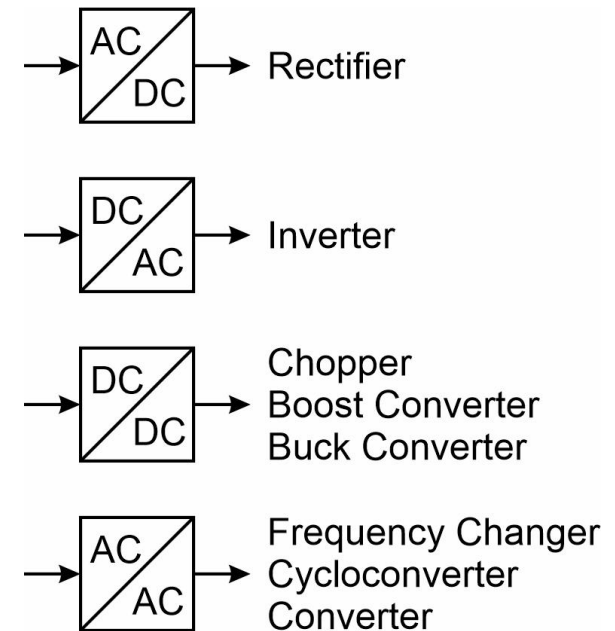 AC
DC
Rectifier
DC
AC
Inverter
DC
DC
Chopper
Boost Converter
Buck Converter
AC
AC
Frequency Changer
Cycloconverter
Converter